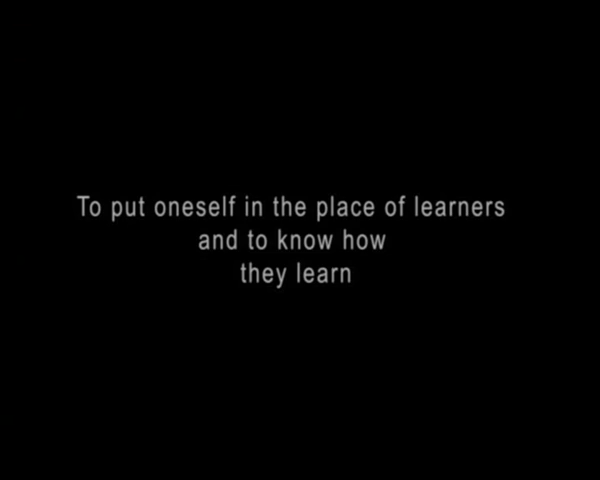 To put oneself in the place of learners
and to know how
they learn